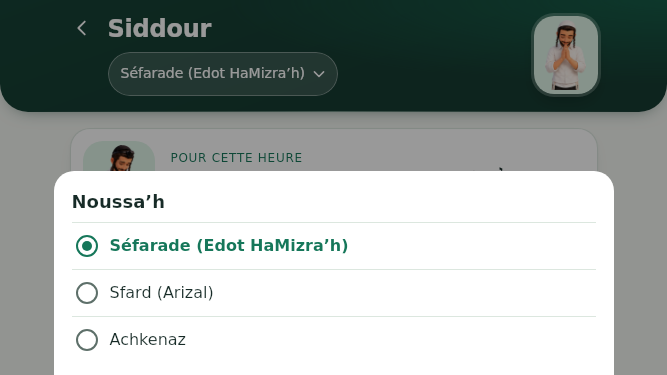 Siddour
Séfarade (Edot HaMizra’h)
POUR CETTE HEURE
Noussa’h
Séfarade (Edot HaMizra’h)
Sfard (Arizal)
Achkenaz